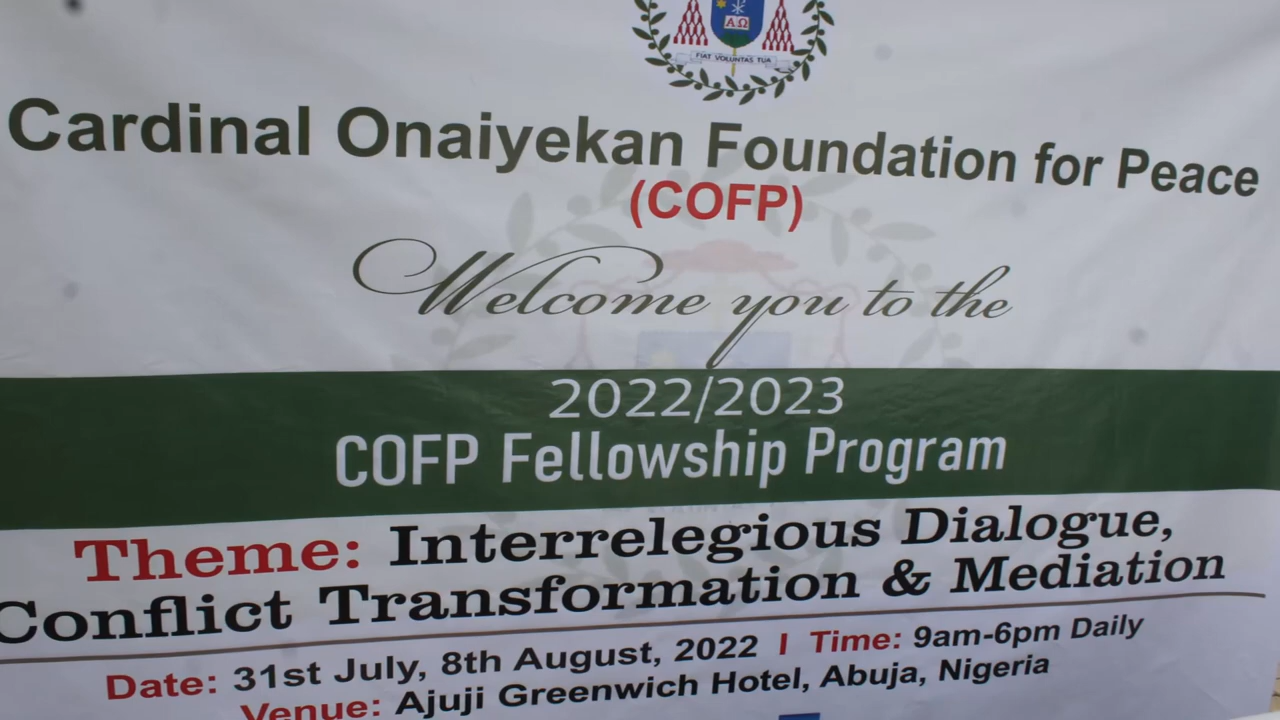 ΑΩ
FIAT VOLUNTAS TUA
Cardinal Onaiyekan Foundation for Peace
(COFP)
Welcome you to the
2022/2023
COFP Fellowship Program
Theme: Interrelegious Dialogue,
Conflict Transformation & Mediation
Date: 31st July, 8th August, 2022 I Time: 9am-6pm Daily
Venue: Ajuji Greenwich Hotel, Abuja, Nigeria